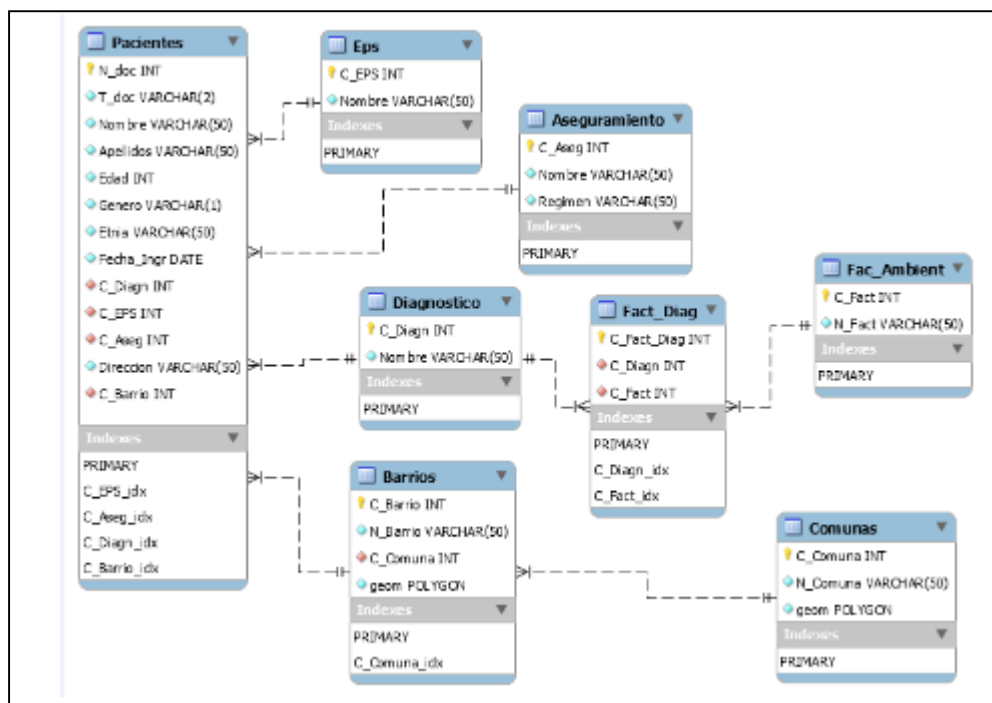 Pacientes
N_doc INT
T_doc VARCHAR(2)
Nombre VARCHAR(50)
Apellidos VARCHAR(50)
Edad INT
Genero VARCHAR(1)
Etnia VARCHAR(50)
Fecha_Ingr DATE
C_Diagn INT
C_EPS INT
C_Aseg INT
Direccion VARCHAR(50)
C_Barrio INT
Indexes
PRIMARY
C_EPS_idx
C_Aseg_idx
C_Diagn_idx
C_Barrio_idx
Eps
C_EPS INT
Nombre VARCHAR(50)
Indexes
PRIMARY
Aseguramiento
C_Aseg INT
Nombre VARCHAR(50)
Regimen VARCHAR(50)
Indexes
PRIMARY
Diagnostico
C_Diagn INT
Nombre VARCHAR(50)
Indexes
PRIMARY
Fact_Diag
C_Fact_Diag INT
C_Diagn INT
C_Fact INT
Indexes
PRIMARY
C_Diagn_idx
C_Fact_idx
Fac_Ambient
C_Fact INT
N_Fact VARCHAR(50)
Indexes
PRIMARY
Barrios
C_Barrio INT
N_Barrio VARCHAR(50)
C_Comuna INT
geom POLYGON
Indexes
PRIMARY
C_Comuna_idx
Comunas
C_Comuna INT
N_Comuna VARCHAR(50)
geom POLYGON
Indexes
PRIMARY